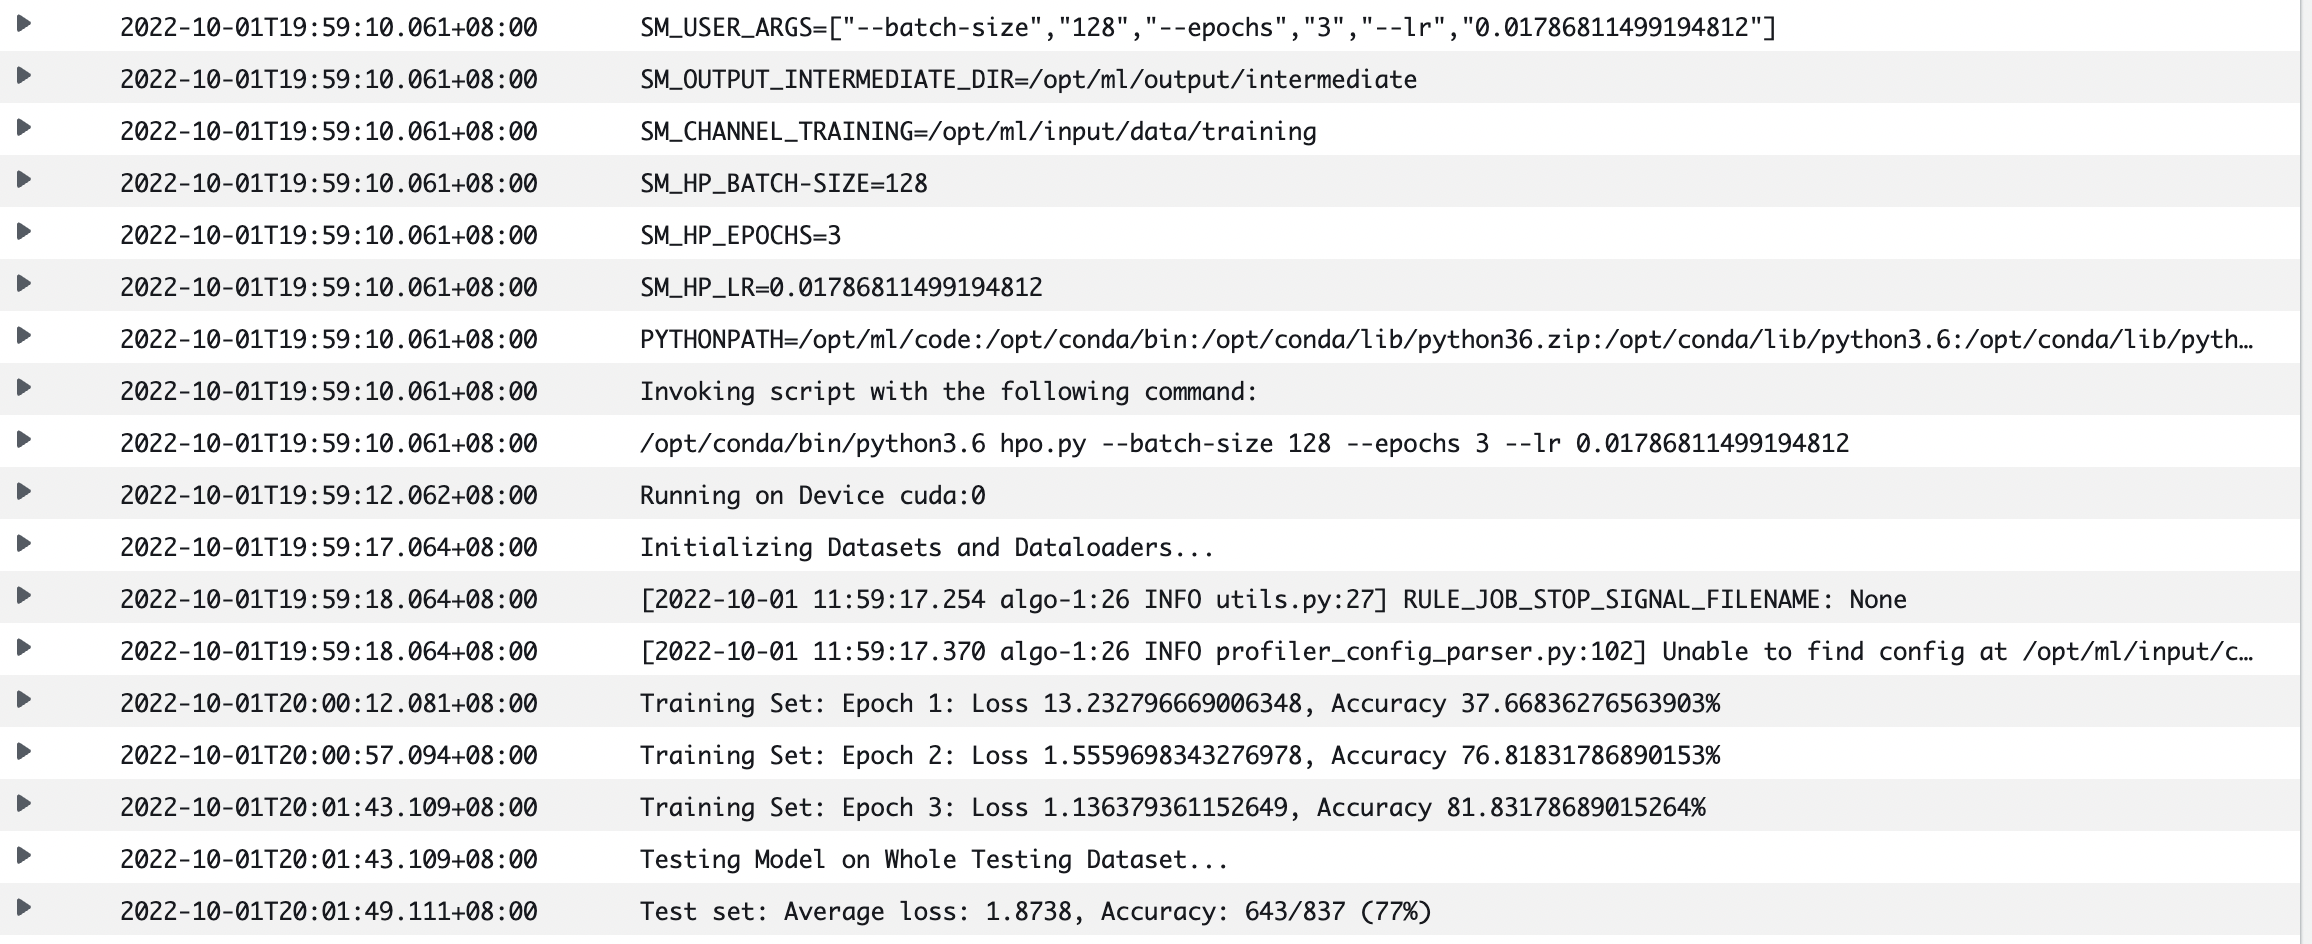 2022-10-01T19:59:10.061+08:00 SM_USER_ARGS=["--batch-size","128","--epochs","3","--lr","0.01786811499194812"]
2022-10-01T19:59:10.061+08:00 SM_OUTPUT_INTERMEDIATE_DIR=/opt/ml/output/intermediate
2022-10-01T19:59:10.061+08:00 SM_CHANNEL_TRAINING=/opt/ml/input/data/training
2022-10-01T19:59:10.061+08:00 SM_HP_BATCH-SIZE=128
2022-10-01T19:59:10.061+08:00 SM_HP_EPOCHS=3
2022-10-01T19:59:10.061+08:00 SM_HP_LR=0.01786811499194812
2022-10-01T19:59:10.061+08:00 PYTHONPATH=/opt/ml/code:/opt/conda/bin:/opt/conda/lib/python36.zip:/opt/conda/lib/python3.6:/opt/conda/lib/pyth…
2022-10-01T19:59:10.061+08:00 Invoking script with the following command:
2022-10-01T19:59:10.061+08:00 /opt/conda/bin/python3.6 hpo.py --batch-size 128 --epochs 3 --lr 0.01786811499194812
2022-10-01T19:59:12.062+08:00 Running on Device cuda:0
2022-10-01T19:59:17.064+08:00 Initializing Datasets and Dataloaders...
2022-10-01T19:59:18.064+08:00 [2022-10-01 11:59:17.254 algo-1:26 INFO utils.py:27] RULE_JOB_STOP_SIGNAL_FILENAME: None
2022-10-01T19:59:18.064+08:00 [2022-10-01 11:59:17.370 algo-1:26 INFO profiler_config_parser.py:102] Unable to find config at /opt/ml/input/c…
2022-10-01T20:00:12.081+08:00 Training Set: Epoch 1: Loss 13.232796669006348, Accuracy 37.66836276563903%
2022-10-01T20:00:57.094+08:00 Training Set: Epoch 2: Loss 1.5559698343276978, Accuracy 76.81831786890153%
2022-10-01T20:01:43.109+08:00 Training Set: Epoch 3: Loss 1.136379361152649, Accuracy 81.83178689015264%
2022-10-01T20:01:43.109+08:00 Testing Model on Whole Testing Dataset...
2022-10-01T20:01:49.111+08:00 Test set: Average loss: 1.8738, Accuracy: 643/837 (77%)